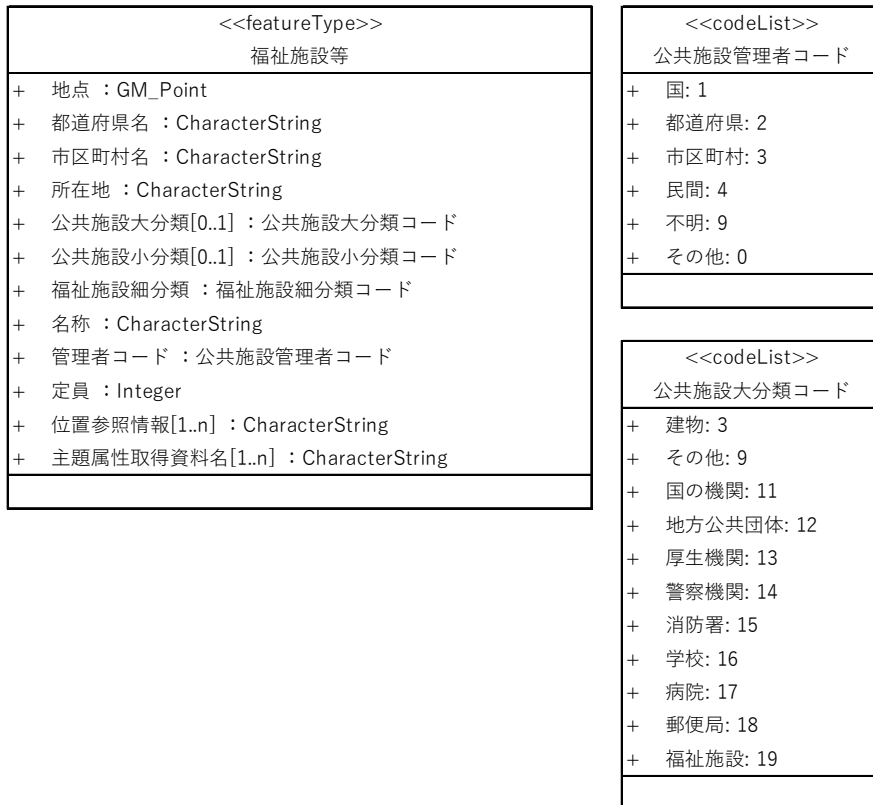 <<featureType>>
福祉施設等
+ 地点 ：GM_Point
+ 都道府県名 ：CharacterString
+ 市区町村名 ：CharacterString
+ 所在地 ：CharacterString
+ 公共施設大分類[0..1] ：公共施設大分類コード
+ 公共施設小分類[0..1] ：公共施設小分類コード
+ 福祉施設細分類 ：福祉施設細分類コード
+ 名称 ：CharacterString
+ 管理者コード ：公共施設管理者コード
+ 定員 ：Integer
+ 位置参照情報[1..n] ：CharacterString
+ 主題属性取得資料名[1..n] ：CharacterString
<<codeList>>
公共施設管理者コード
+ 国: 1
+ 都道府県: 2
+ 市区町村: 3
+ 民間: 4
+ 不明: 9
+ その他: 0
<<codeList>>
公共施設大分類コード
+ 建物: 3
+ その他: 9
+ 国の機関: 11
+ 地方公共団体: 12
+ 厚生機関: 13
+ 警察機関: 14
+ 消防署: 15
+ 学校: 16
+ 病院: 17
+ 郵便局: 18
+ 福祉施設: 19